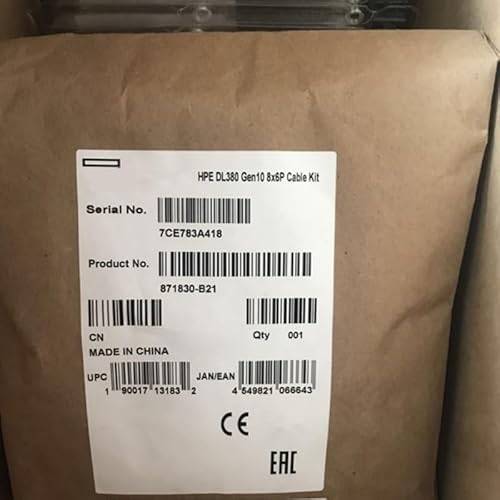 HPE DL380 Gen10 8x6P Cable Kit
Serial No.
7CE783A418
Product No.
871830-B21
CN
Qty 001
MADE IN CHINA
UPC 1 90017 13183 2 JAN/EAN 4 549821 066643
CE
EAC